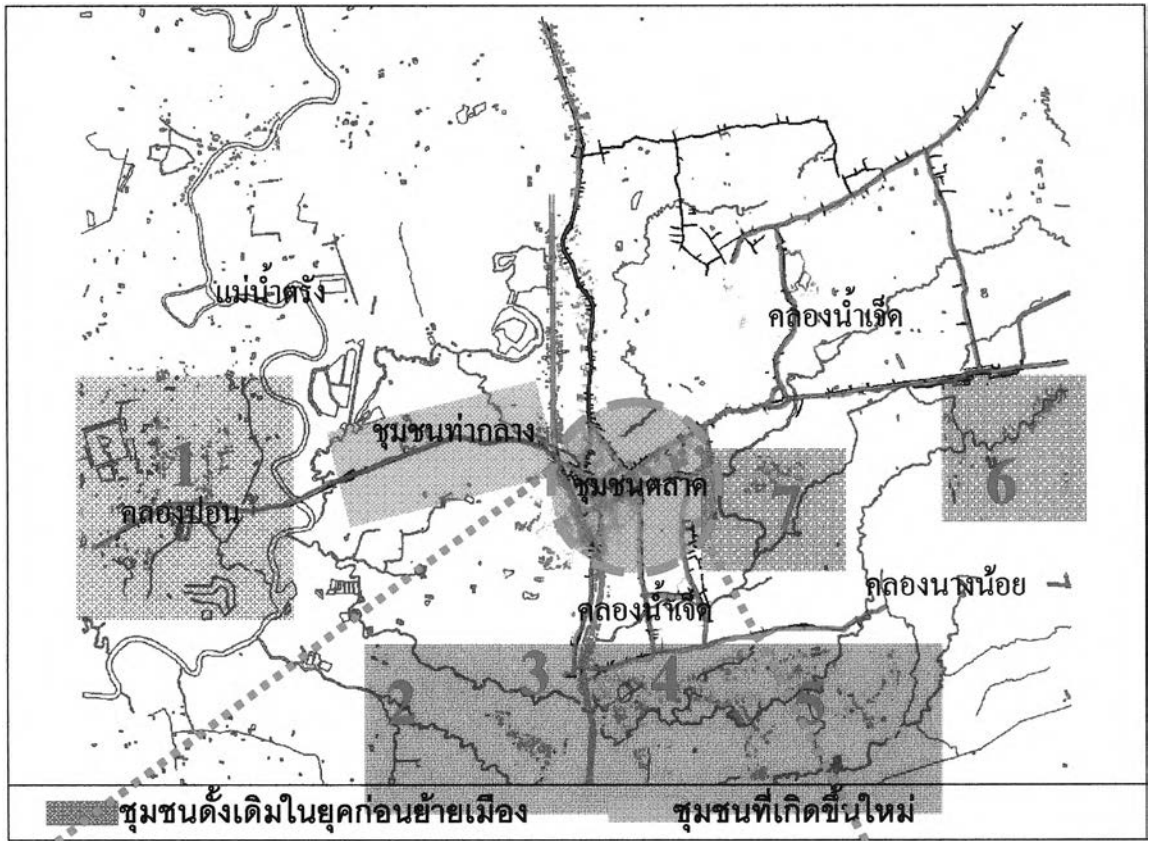 แม่น้ำตรัง
คลองน้ำเจ็ด
ชุมชนท่ากลาง
1
คลองปอน
ชุมชนตลาด
7
6
คลองนางน้อย
คลองน้ำเจ็ด
3
4
2
5
ชุมชนดั้งเดิมในยุคก่อนย้ายเมือง
ชุมชนที่เกิดขึ้นใหม่